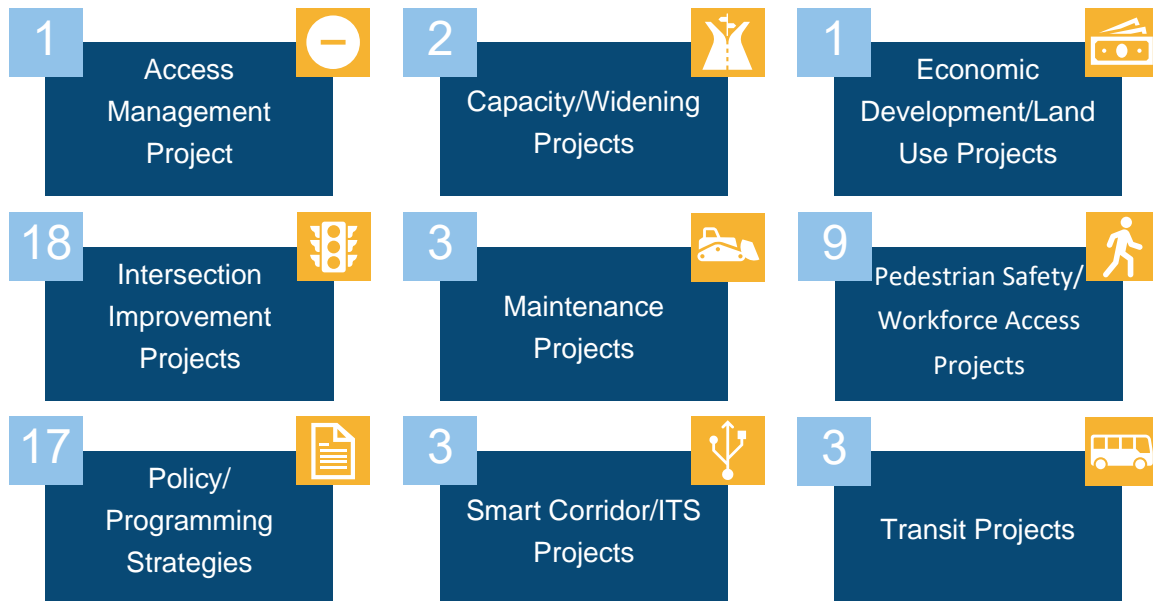 1
Access
Management
Project
2
Capacity/Widening
Projects
1
Economic
Development/Land
Use Projects
18
Intersection
Improvement
Projects
3
Maintenance
Projects
9
Pedestrian Safety/
Workforce Access
Projects
17
Policy/
Programming
Strategies
3
Smart Corridor/ITS
Projects
3
Transit Projects